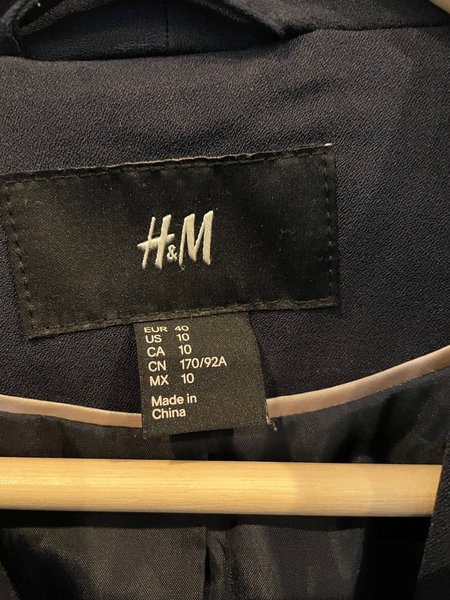 H&M
EUR 40
US 10
CA 10
CN 170/92A
MX 10
Made in
China